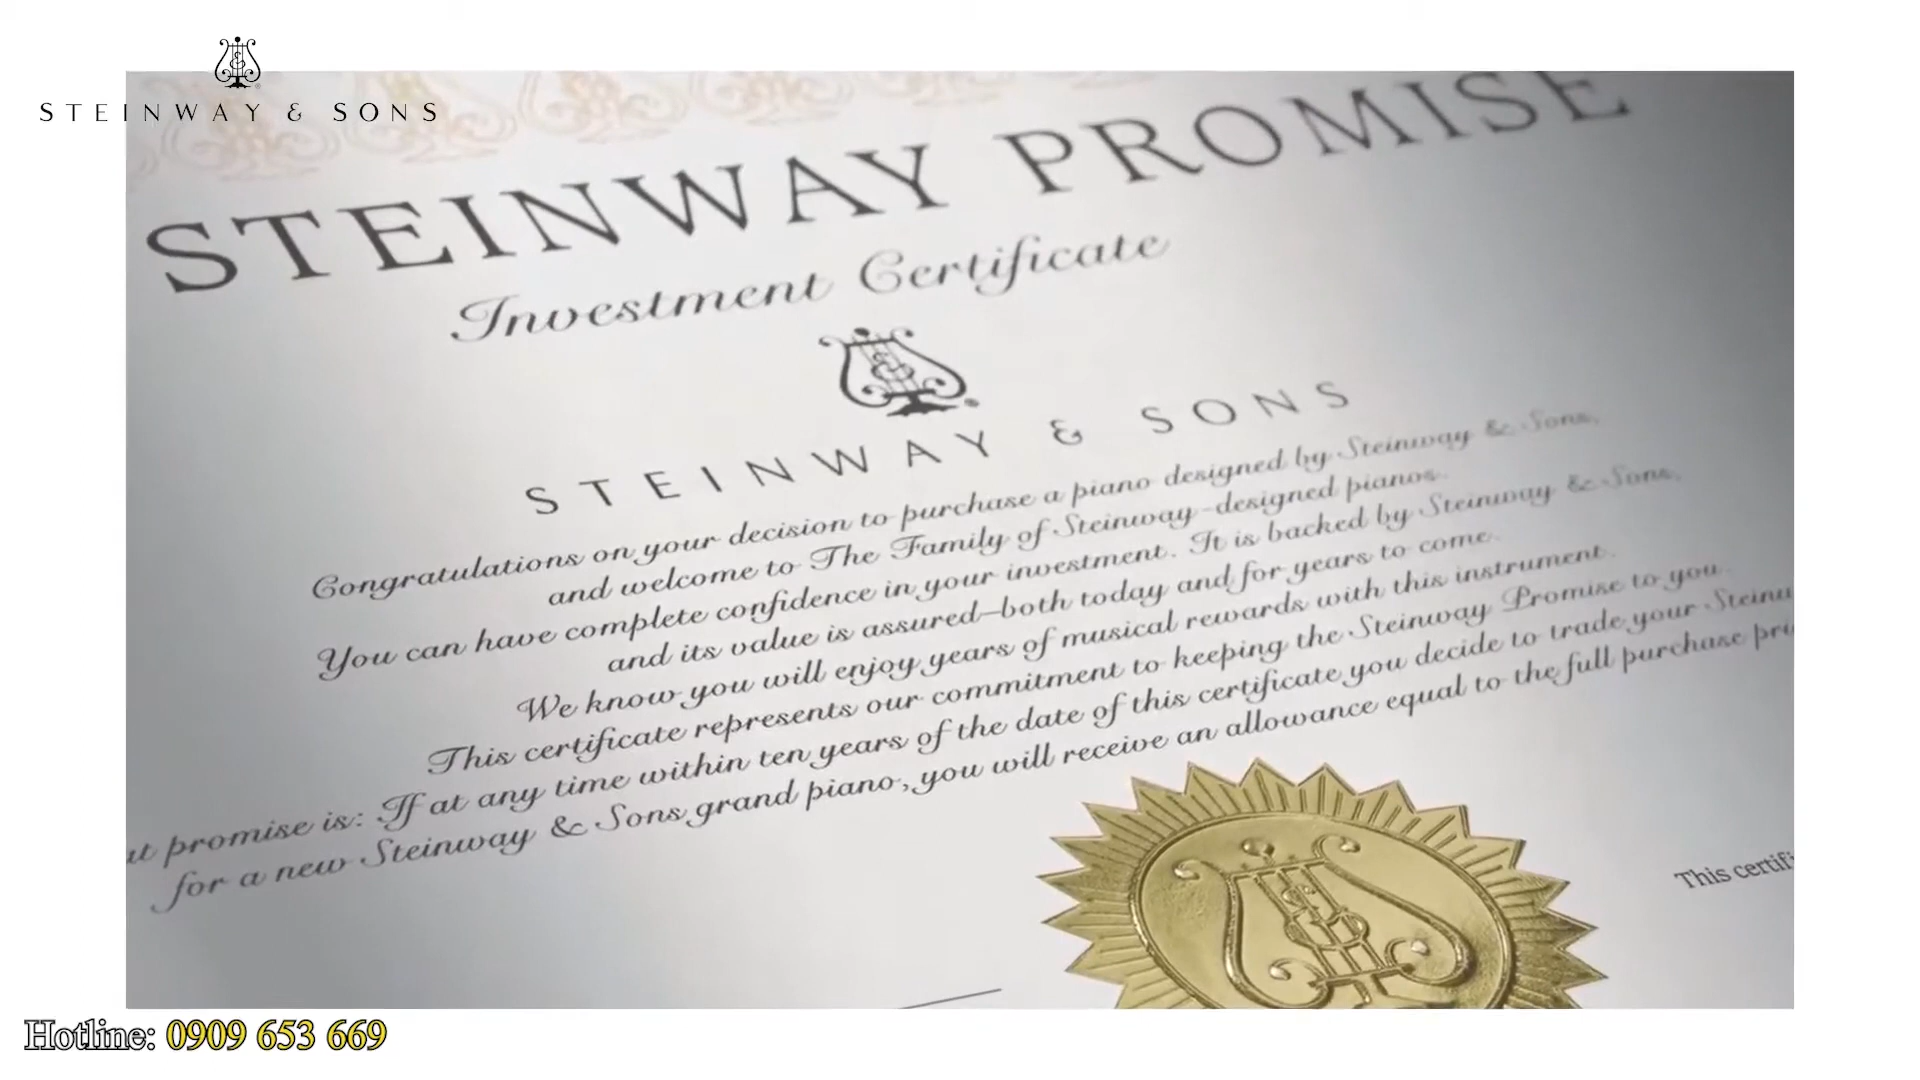 STEINWAY & SONS
STEINWAY PROMISE
Investment Certificate
STEINWAY & SONS
Congratulations on your decision to purchase a piano designed by Steinway & Sons,
and welcome to The Family of Steinway-designed pianos.
You can have complete confidence in your investment. It is backed by Steinway & Sons,
and its value is assured—both today and for years to come.
We know you will enjoy years of musical rewards with this instrument.
This certificate represents our commitment to keeping the Steinway Promise to you.
promise is: If at any time within ten years of the date of this certificate you decide to trade your
for a new Steinway & Sons grand piano, you will receive an allowance equal to the full purchase
This
Hotline: 0909 653 669